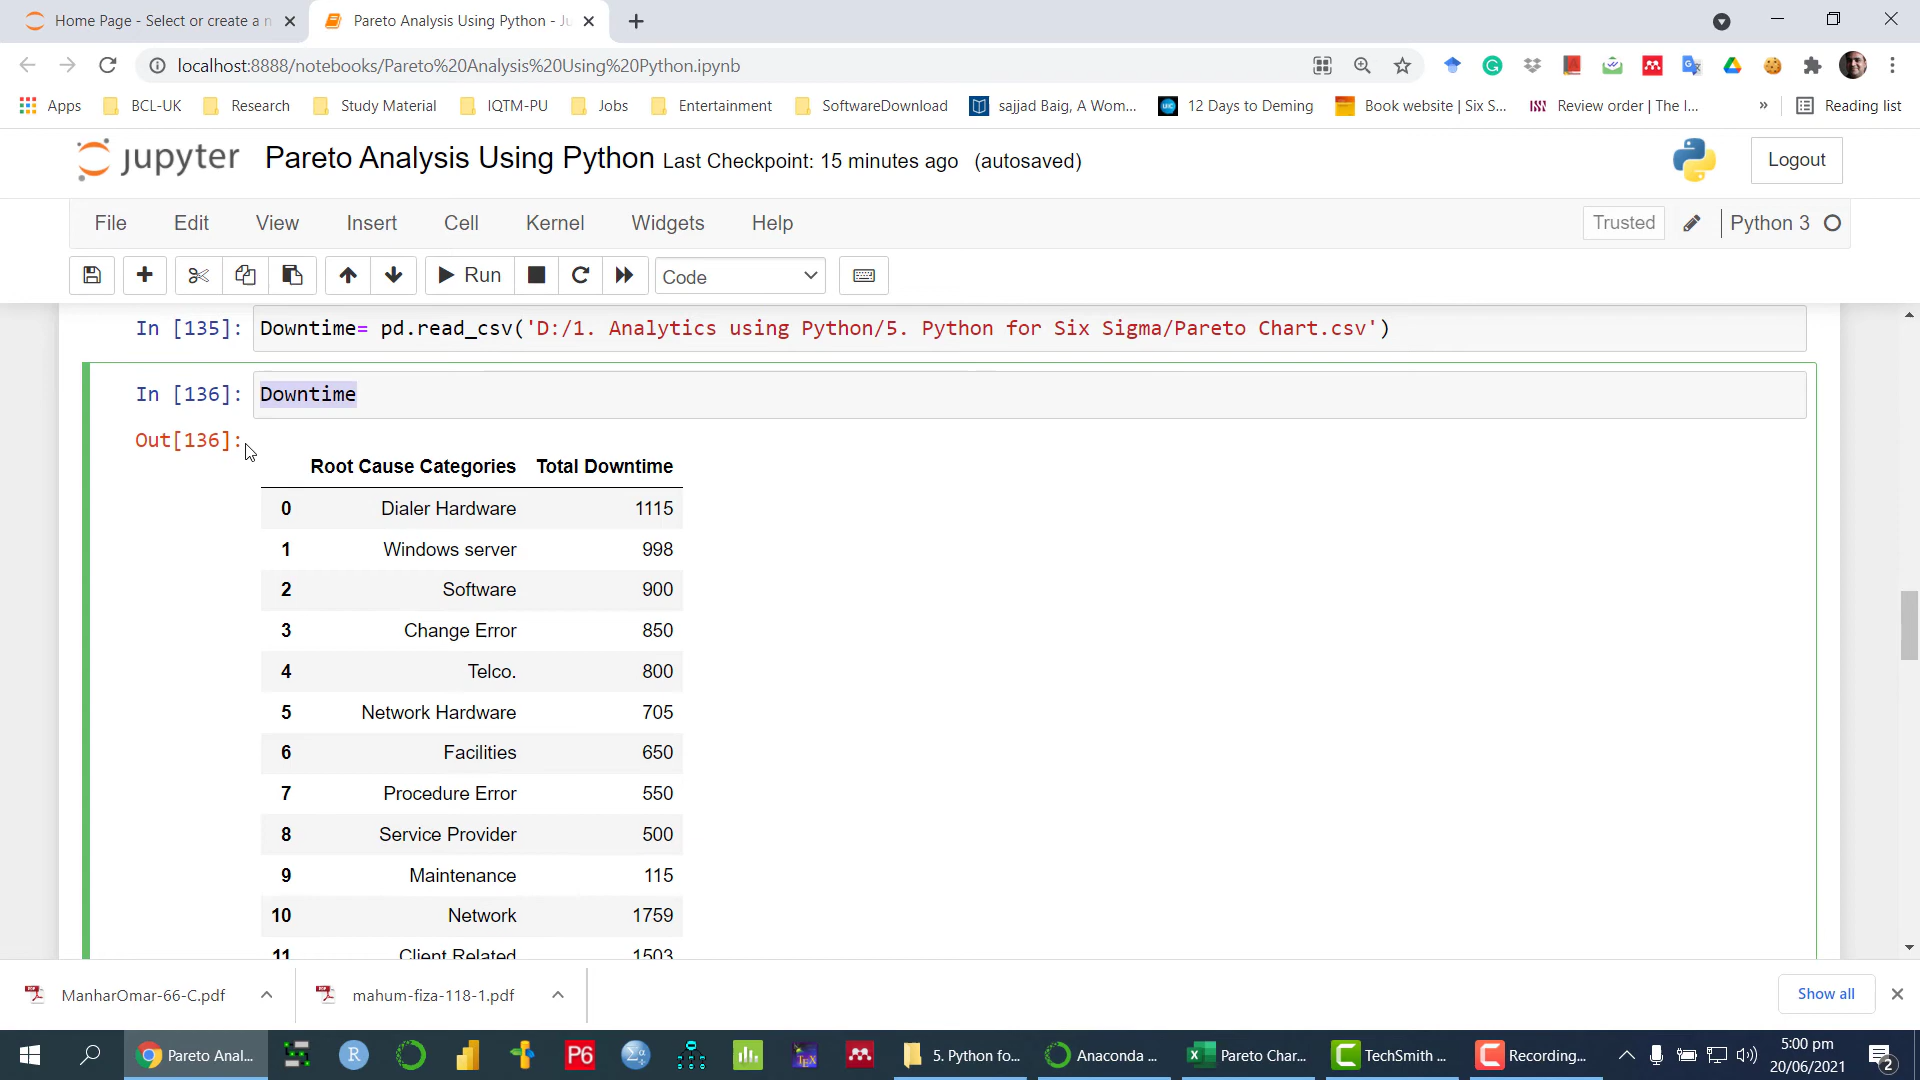 Home Page - Select or create a n
Pareto Analysis Using Python - Ju
localhost:8888/notebooks/Pareto%20Analysis%20Using%20Python.ipynb
Apps BCL-UK Research Study Material IQTM-PU Jobs Entertainment SoftwareDownload sajjad Baig, A Wom... 12 Days to Deming Book website | Six S... Review order | The I... » Reading list
jupyter Pareto Analysis Using Python Last Checkpoint: 15 minutes ago (autosaved) Logout
File Edit View Insert Cell Kernel Widgets Help Trusted Python 3
Run Code
In [135]: Downtime= pd.read_csv('D:/1. Analytics using Python/5. Python for Six Sigma/Pareto Chart.csv')
In [136]: Downtime
Out[136]:
Root Cause Categories Total Downtime
0 Dialer Hardware 1115
1 Windows server 998
2 Software 900
3 Change Error 850
4 Telco. 800
5 Network Hardware 705
6 Facilities 650
7 Procedure Error 550
8 Service Provider 500
9 Maintenance 115
10 Network 1759
11 Client Related 1503
ManharOmar-66-C.pdf mahum-fiza-118-1.pdf Show all
Pareto Anal... R P6 TEX 5. Python fo... Anaconda ... Pareto Char... TechSmith ... Recording... 5:00 pm
20/06/2021 2